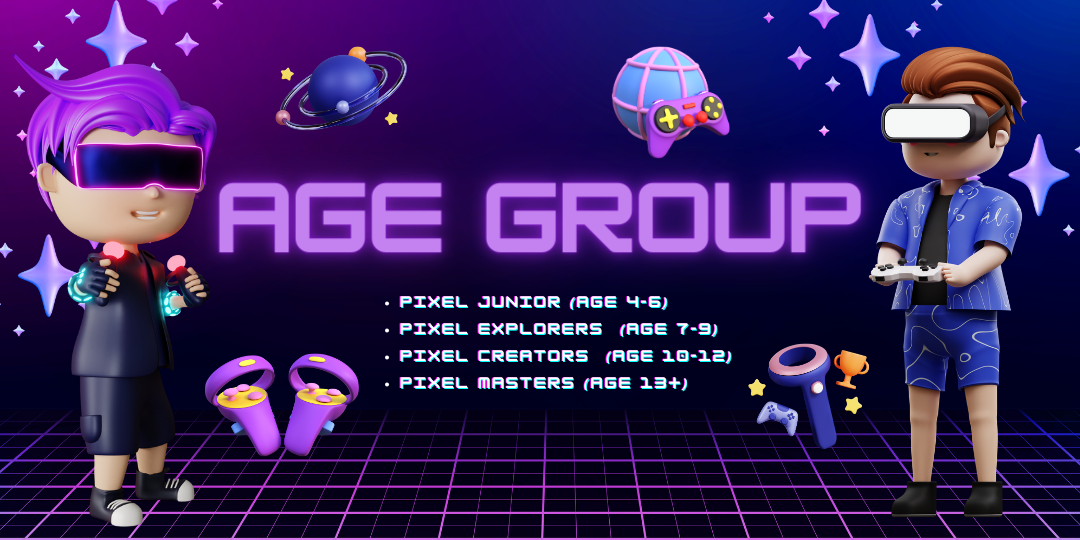 AGE GROUP
• PIXEL JUNIOR (AGE 4-6)
• PIXEL EXPLORERS (AGE 7-9)
• PIXEL CREATORS (AGE 10-12)
• PIXEL MASTERS (AGE 13+)